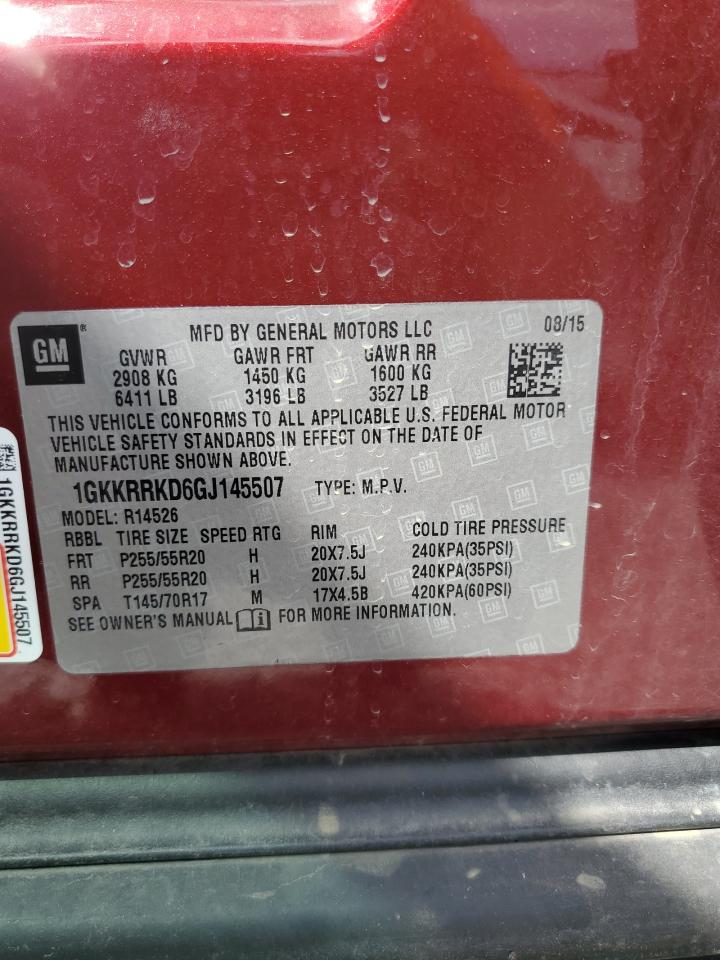 GM®
MFD BY GENERAL MOTORS LLC 08/15
GVWR GAWR FRT GAWR RR
2908 KG 1450 KG 1600 KG
6411 LB 3196 LB 3527 LB
THIS VEHICLE CONFORMS TO ALL APPLICABLE U.S. FEDERAL MOTOR
VEHICLE SAFETY STANDARDS IN EFFECT ON THE DATE OF
MANUFACTURE SHOWN ABOVE.
1GKKRRKD6GJ145507 TYPE: M.P.V.
MODEL: R14526
RBBL TIRE SIZE SPEED RTG RIM COLD TIRE PRESSURE
FRT P255/55R20 H 20X7.5J 240KPA(35PSI)
RR P255/55R20 H 20X7.5J 240KPA(35PSI)
SPA T145/70R17 M 17X4.5B 420KPA(60PSI)
SEE OWNER'S MANUAL FOR MORE INFORMATION.
1GKKRRKD6GJ145507